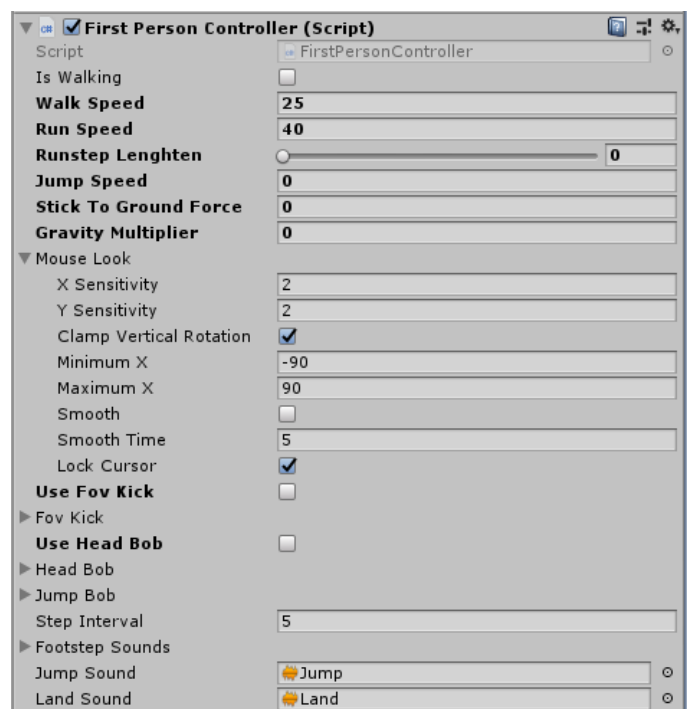 First Person Controller (Script)
Script FirstPersonController
Is Walking
Walk Speed 25
Run Speed 40
Runstep Lenghten 0
Jump Speed 0
Stick To Ground Force 0
Gravity Multiplier 0
Mouse Look
X Sensitivity 2
Y Sensitivity 2
Clamp Vertical Rotation
Minimum X -90
Maximum X 90
Smooth
Smooth Time 5
Lock Cursor
Use Fov Kick
Fov Kick
Use Head Bob
Head Bob
Jump Bob
Step Interval 5
Footstep Sounds
Jump Sound Jump
Land Sound Land